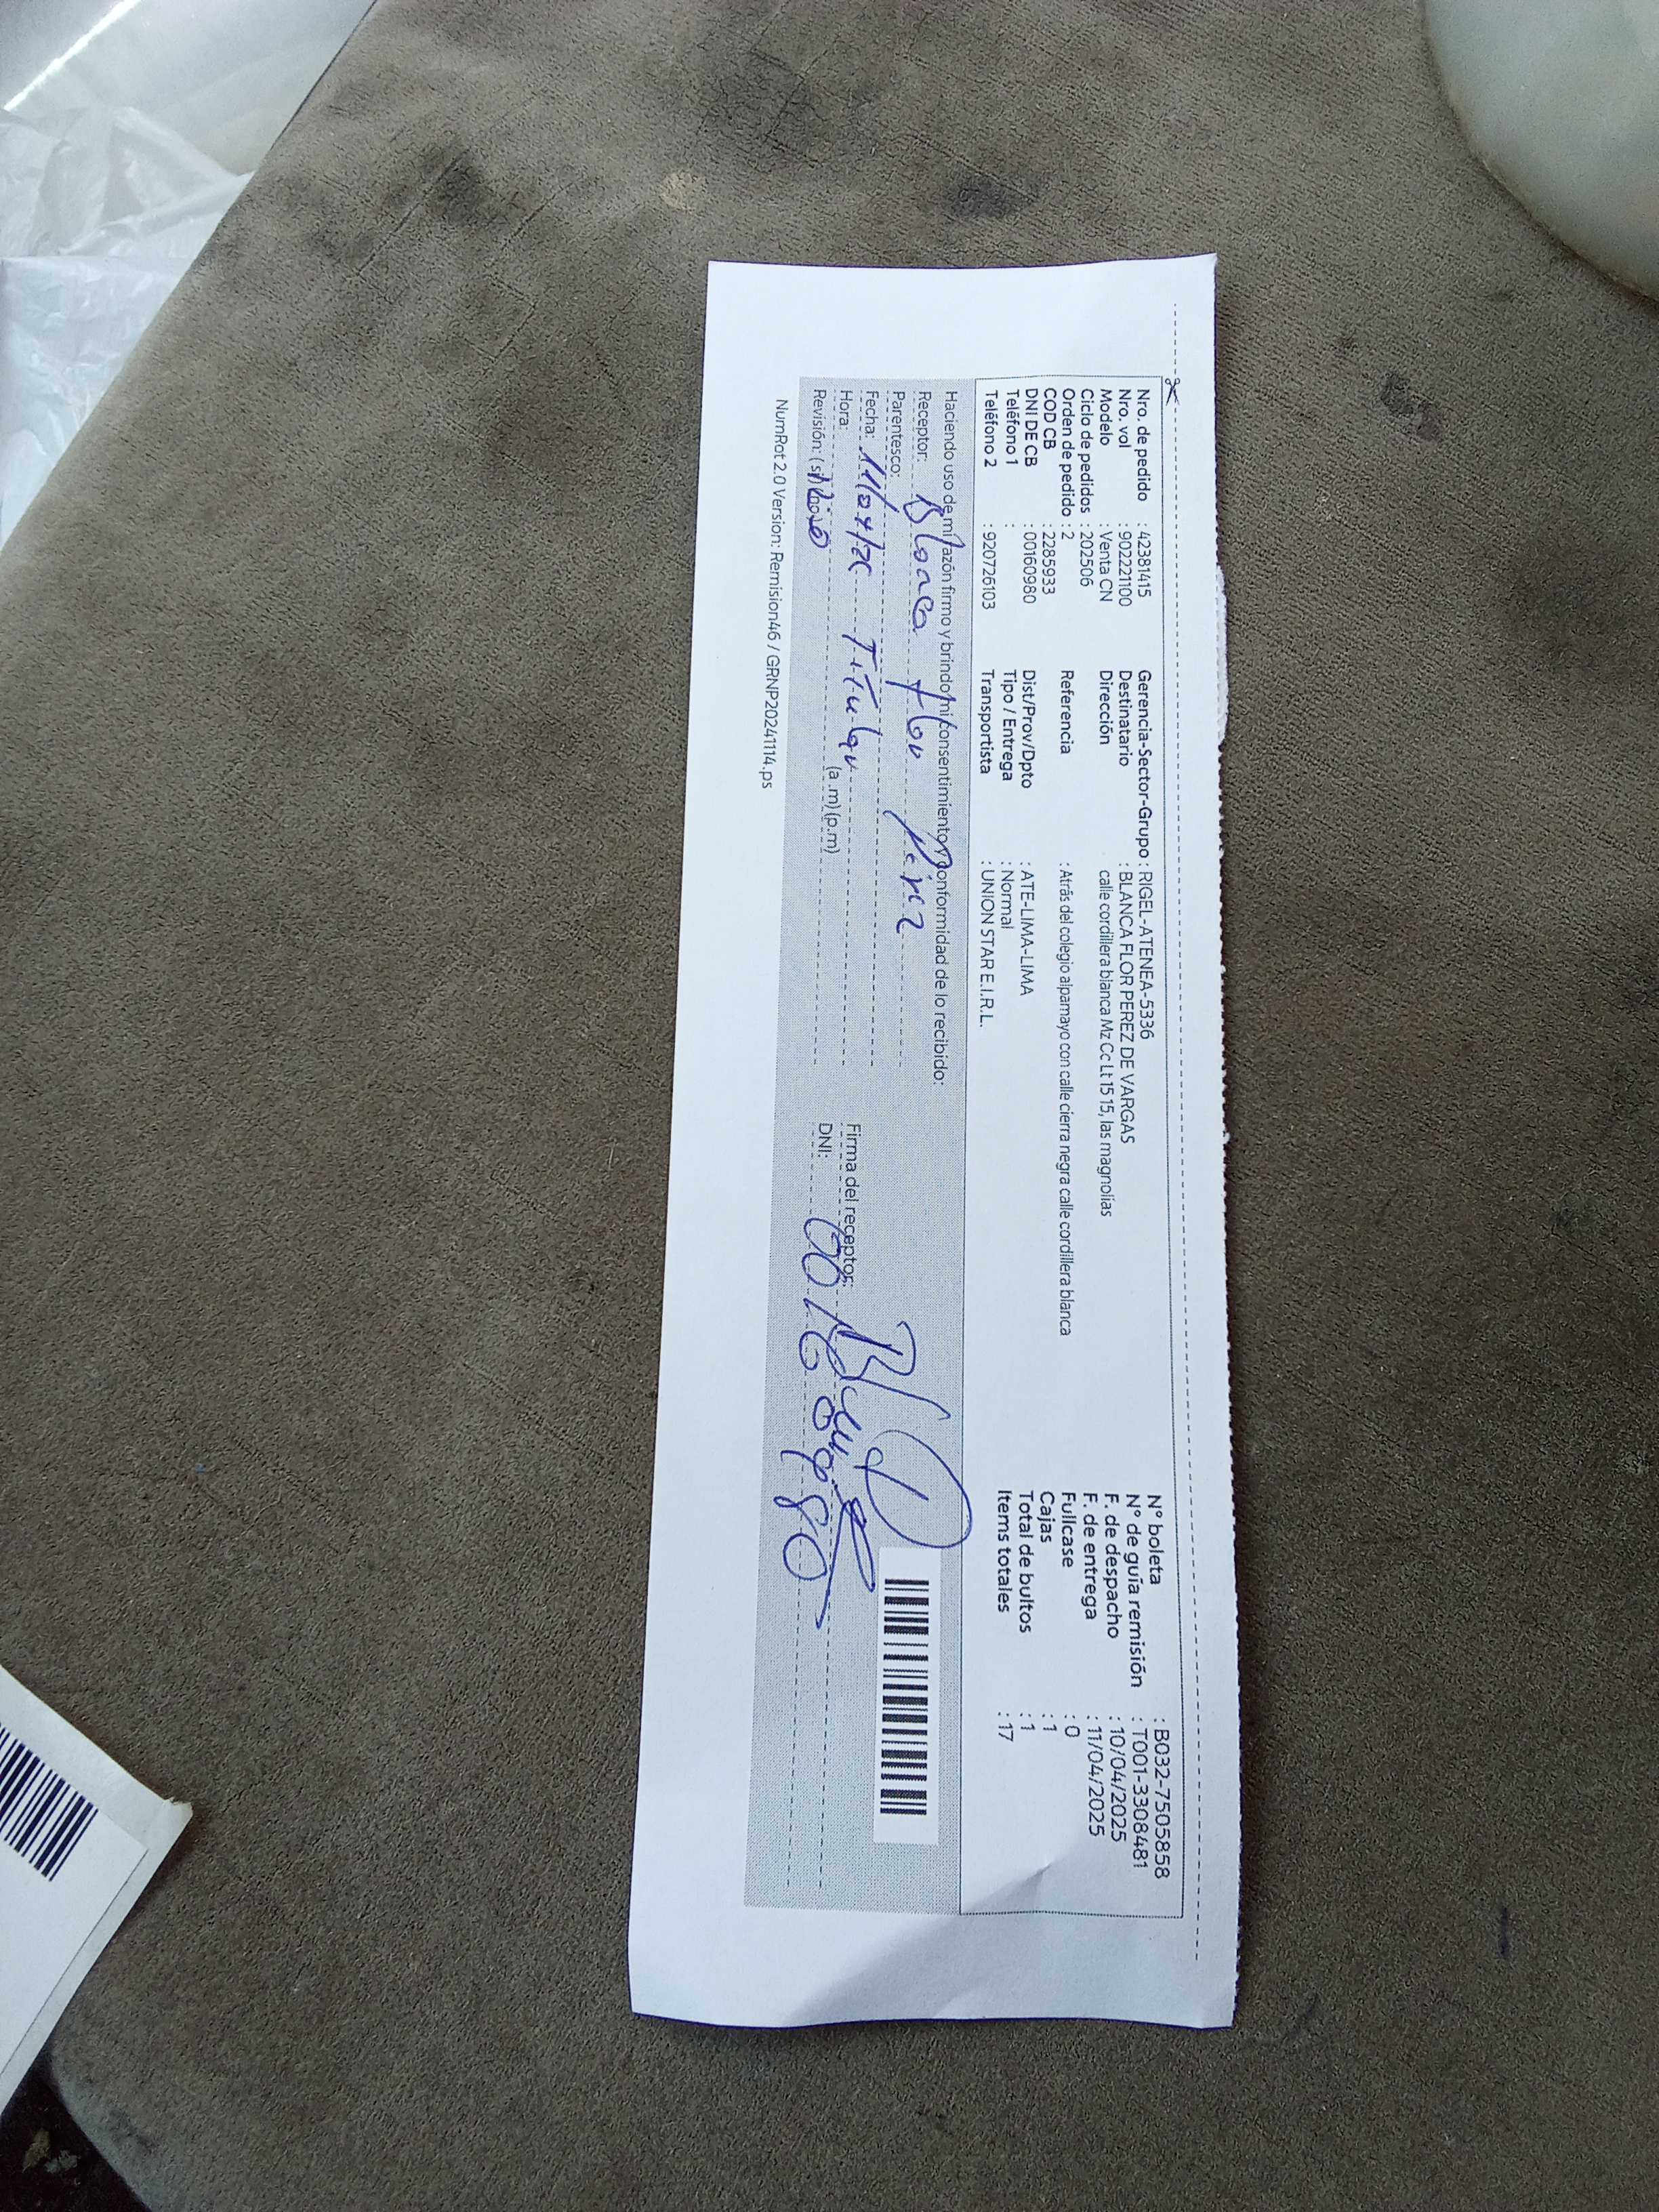 Nro. de pedido : 42381415
Nro. vol : 902221100
Modelo : Venta CN
Ciclo de pedidos : 202506
Orden de pedido : 2
COD CB : 2285933
DNI DE CB : 00160980
Teléfono 1 :
Teléfono 2 : 920726103
Gerencia-Sector-Grupo : RIGEL-ATENEA-5336
Destinatario : BLANCA FLOR PEREZ DE VARGAS
Dirección calle cordillera blanca Mz Cc Lt 15 15, las magnolias
Referencia : Atrás del colegio alpamayo con calle cierra negra calle cordillera blanca
Dist/Prov/Dpto : ATE-LIMA-LIMA
Tipo / Entrega : Normal
Transportista : UNION STAR E.I.R.L.
N° boleta : B032-7505858
N° de guía remisión : T001-3308481
F. de despacho : 10/04/2025
F. de entrega : 11/04/2025
Fullcase : 0
Cajas : 1
Total de bultos : 1
Items totales : 17
Haciendo uso de mi razón firmo y brindo mi consentimiento y conformidad de lo recibido:
Receptor: Blanca Flor Pérez
Parentesco:
Fecha: Titular
Hora: (a .m) (p.m)
Revisión:
Firma del receptor:
DNI: 00160980
NumRot 2.0 Version: Remision46 / GRNP20241114.ps